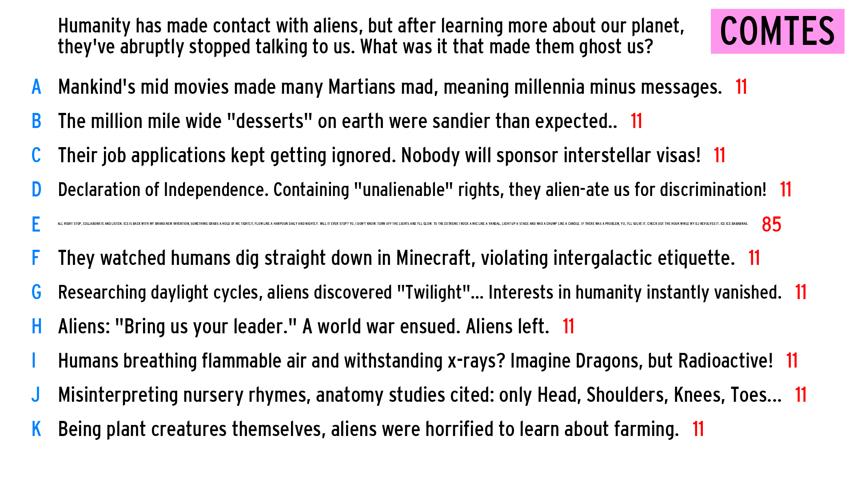 Humanity has made contact with aliens, but after learning more about our planet,
they've abruptly stopped talking to us. What was it that made them ghost us?
COMTES
A Mankind's mid movies made many Martians mad, meaning millennia minus messages. 11
B The million mile wide "desserts" on earth were sandier than expected.. 11
C Their job applications kept getting ignored. Nobody will sponsor interstellar visas! 11
D Declaration of Independence. Containing "unalienable" rights, they alien-ate us for discrimination! 11
E 85
F They watched humans dig straight down in Minecraft, violating intergalactic etiquette. 11
G Researching daylight cycles, aliens discovered "Twilight"... Interests in humanity instantly vanished. 11
H Aliens: "Bring us your leader." A world war ensued. Aliens left. 11
I Humans breathing flammable air and withstanding x-rays? Imagine Dragons, but Radioactive! 11
J Misinterpreting nursery rhymes, anatomy studies cited: only Head, Shoulders, Knees, Toes... 11
K Being plant creatures themselves, aliens were horrified to learn about farming. 11